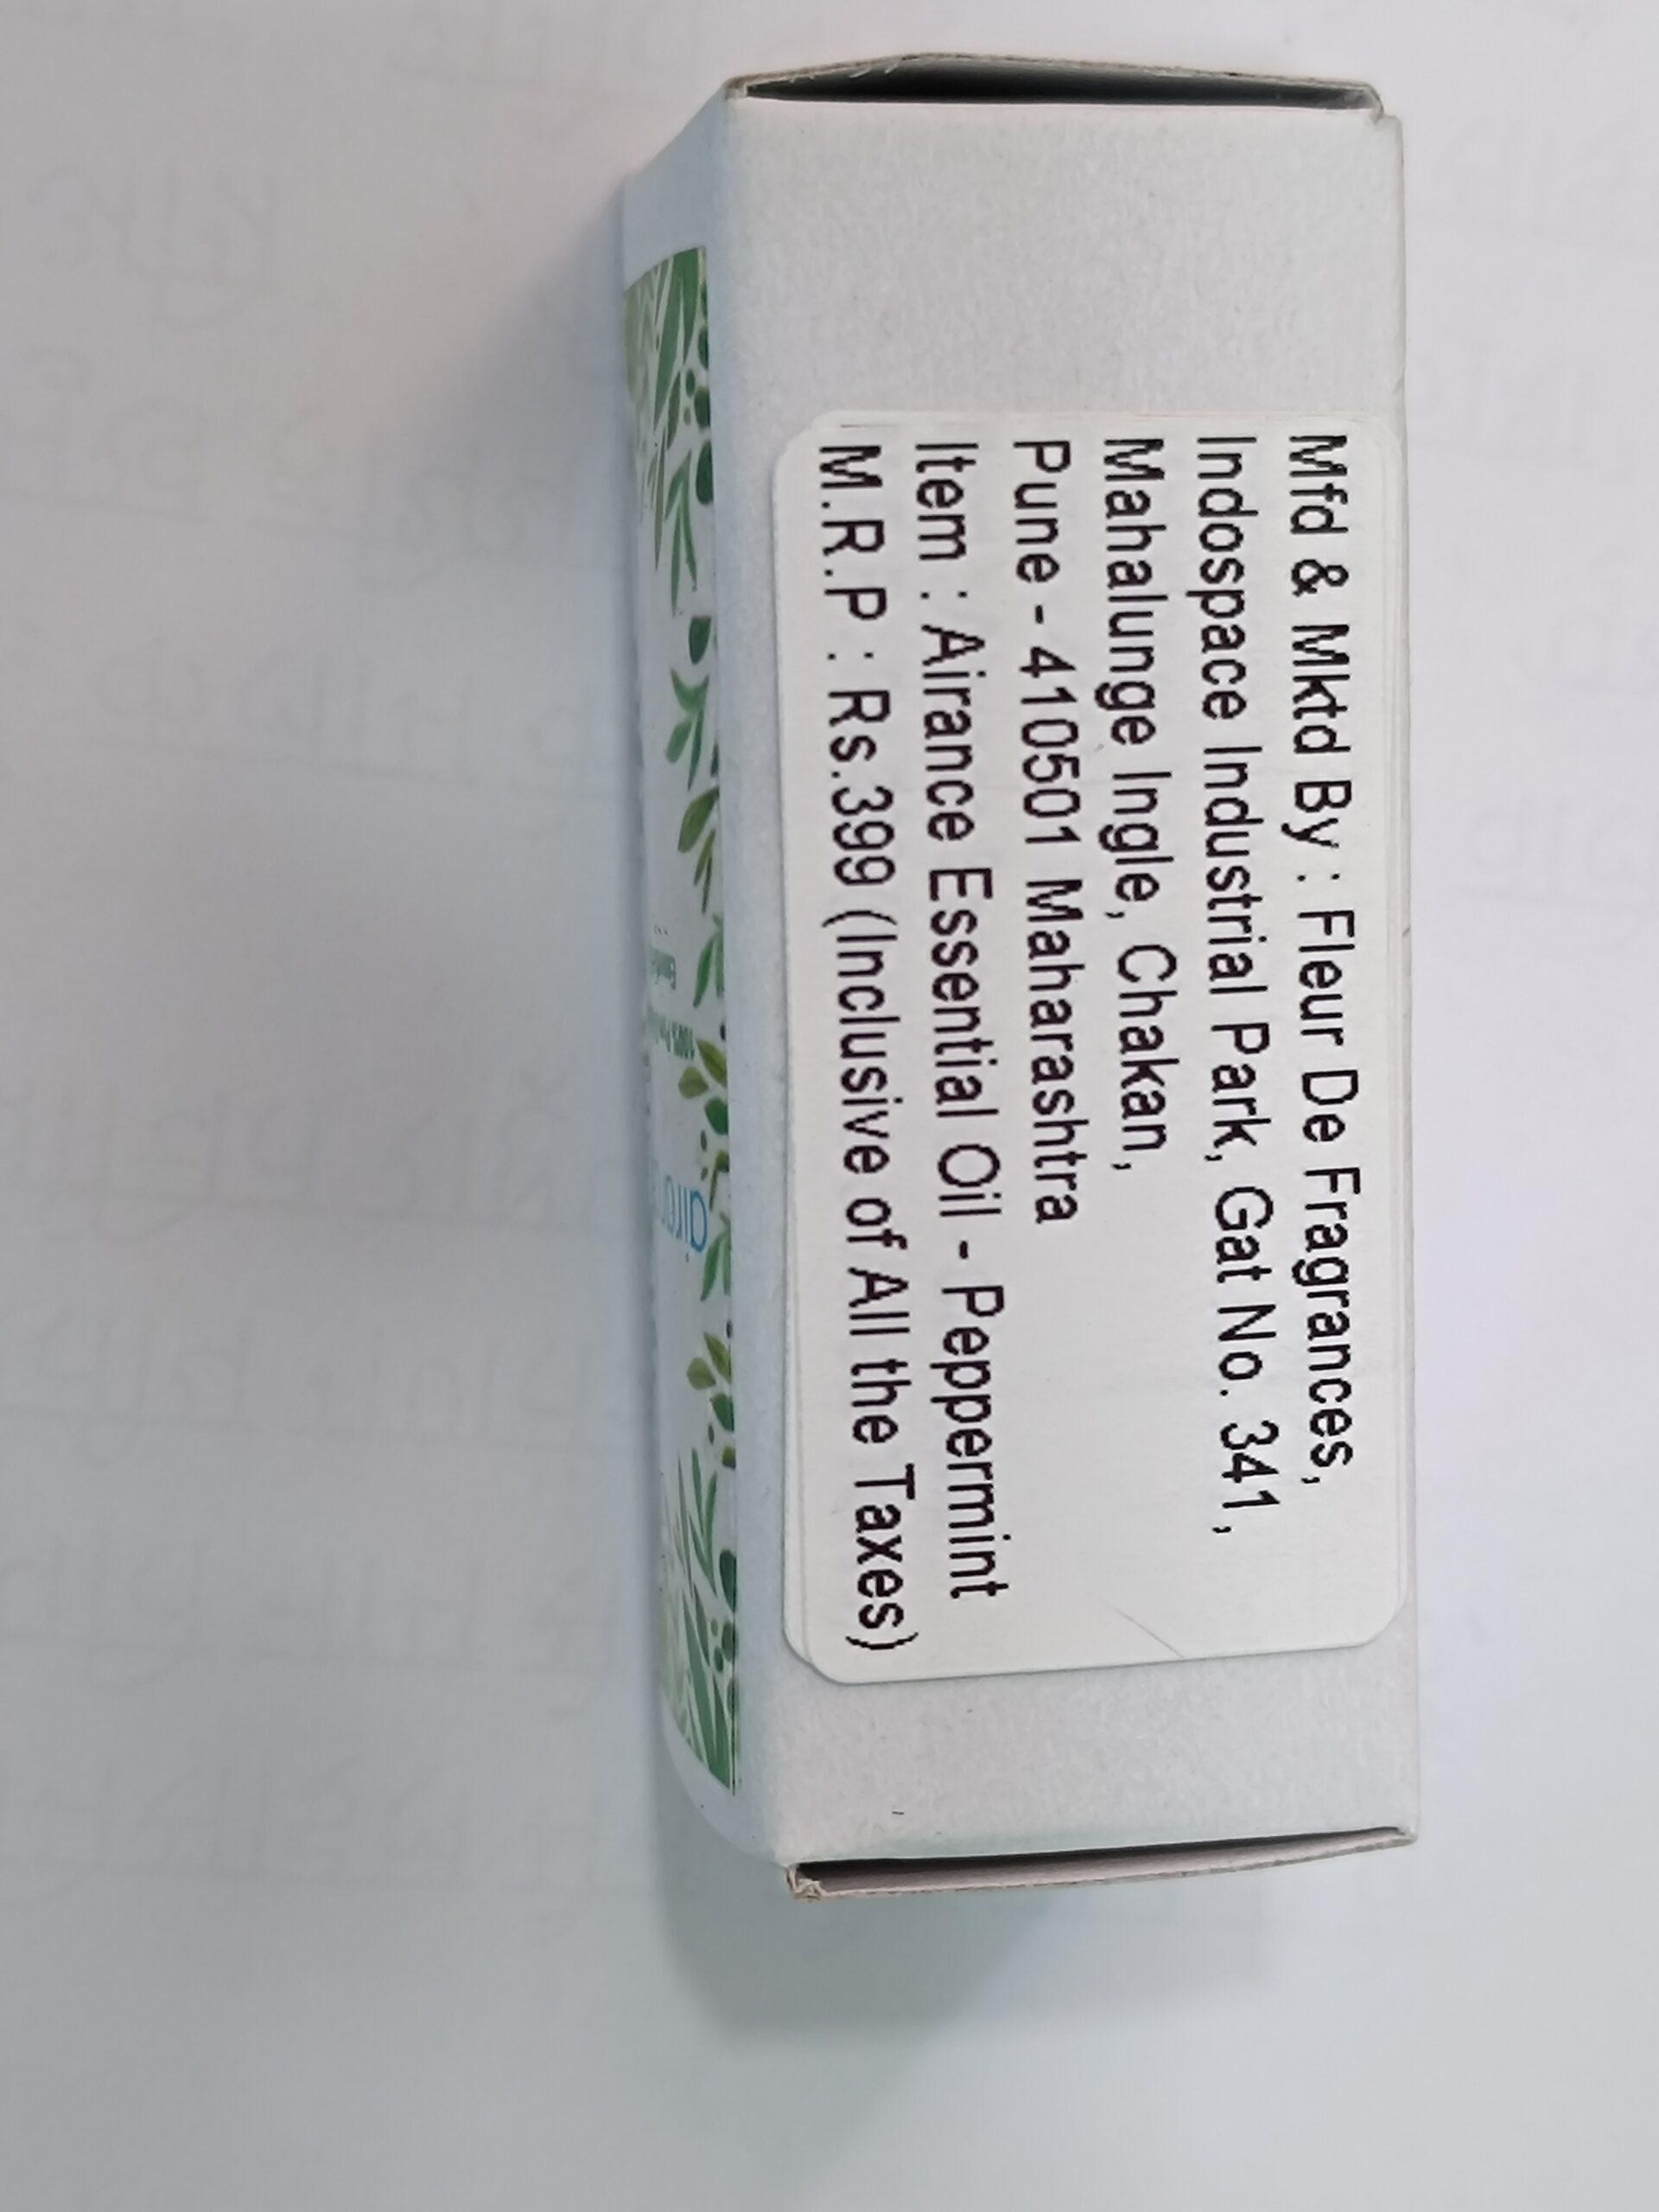 Mfd & Mktd By : Fleur De Fragrances,
Indospace Industrial Park, Gat No. 341,
Mahalunge Ingle, Chakan,
Pune - 410501 Maharashtra
Item : Airance Essential Oil - Peppermint
M.R.P : Rs.399 (Inclusive of All the Taxes)
100%